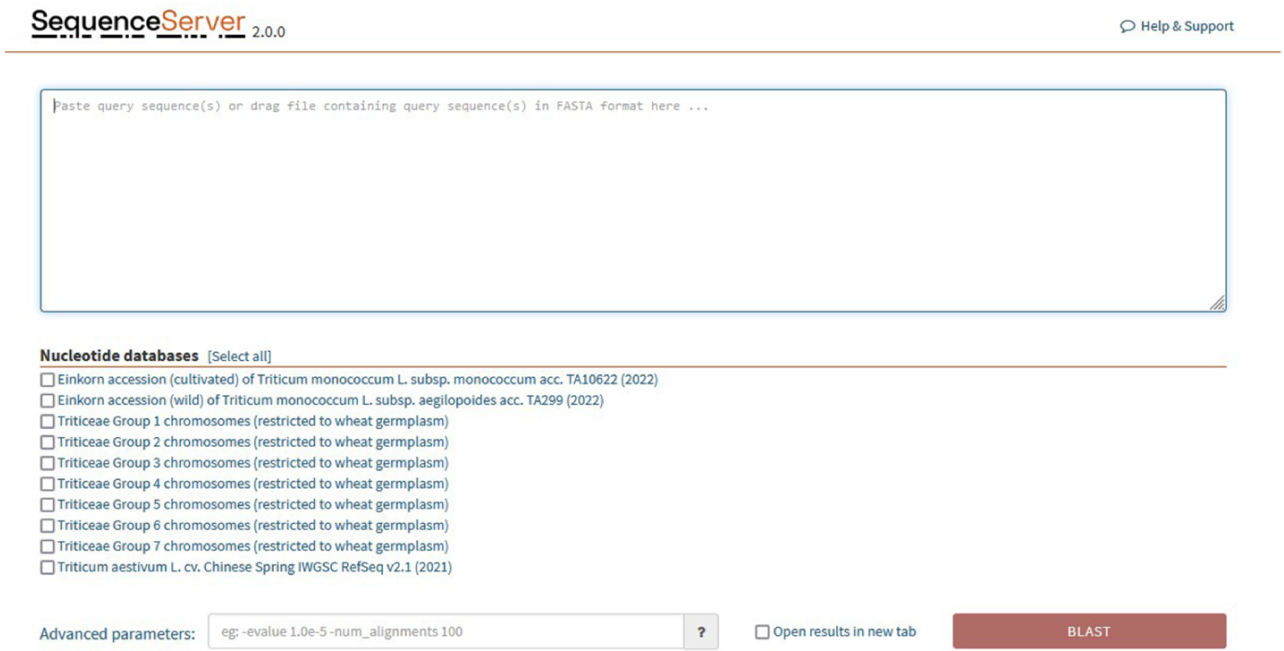 SequenceServer 2.0.0
Help & Support
Paste query sequence(s) or drag file containing query sequence(s) in FASTA format here ...
Nucleotide databases [Select all]
Einkorn accession (cultivated) of Triticum monococcum L. subsp. monococcum acc. TA10622 (2022)
Einkorn accession (wild) of Triticum monococcum L. subsp. aegilopoides acc. TA299 (2022)
Triticeae Group 1 chromosomes (restricted to wheat germplasm)
Triticeae Group 2 chromosomes (restricted to wheat germplasm)
Triticeae Group 3 chromosomes (restricted to wheat germplasm)
Triticeae Group 4 chromosomes (restricted to wheat germplasm)
Triticeae Group 5 chromosomes (restricted to wheat germplasm)
Triticeae Group 6 chromosomes (restricted to wheat germplasm)
Triticeae Group 7 chromosomes (restricted to wheat germplasm)
Triticum aestivum L. cv. Chinese Spring IWGSC RefSeq v2.1 (2021)
Advanced parameters: eg: -evalue 1.0e-5 -num_alignments 100 ? Open results in new tab BLAST